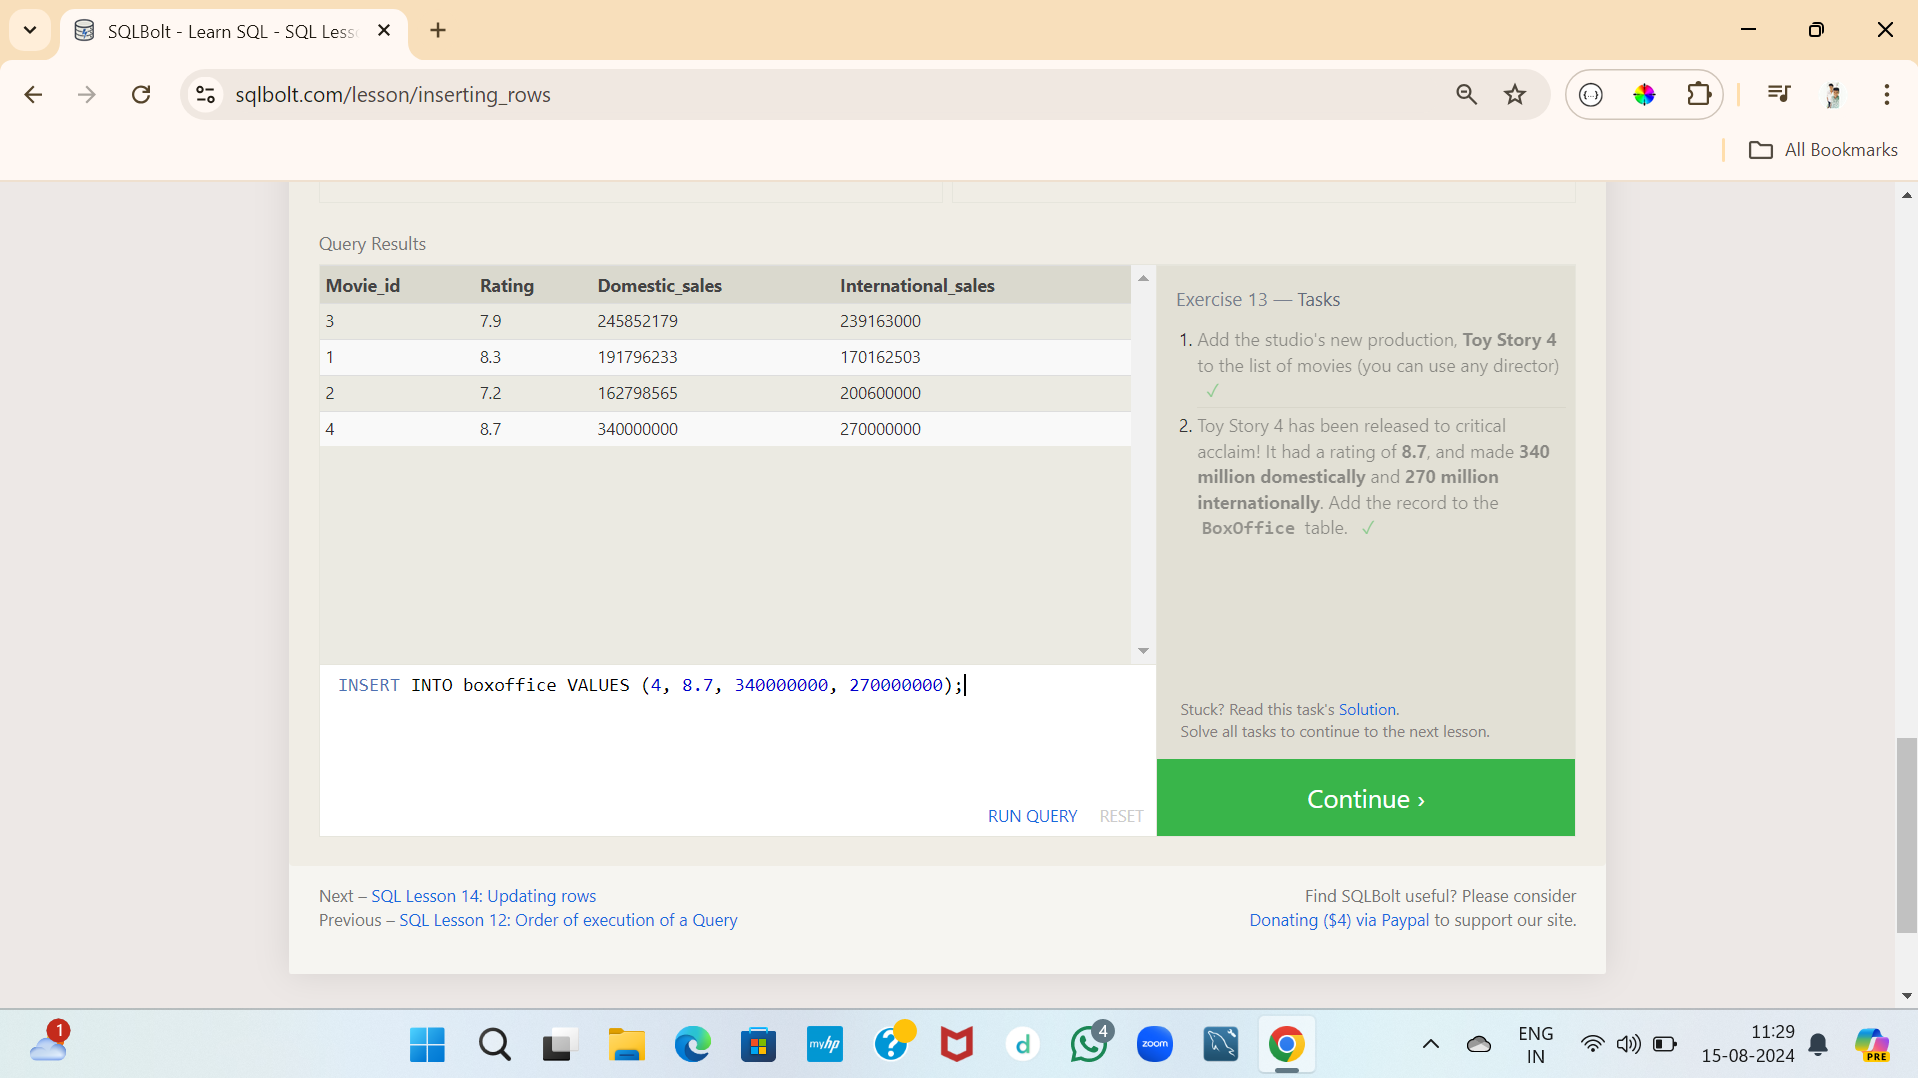 SQLBolt - Learn SQL - SQL Less
sqlbolt.com/lesson/inserting_rows
All Bookmarks
Query Results
Movie_id Rating Domestic_sales International_sales
3 7.9 245852179 239163000
1 8.3 191796233 170162503
2 7.2 162798565 200600000
4 8.7 340000000 270000000
Exercise 13 — Tasks
1. Add the studio's new production, Toy Story 4
to the list of movies (you can use any director)
✓
2. Toy Story 4 has been released to critical
acclaim! It had a rating of 8.7, and made 340
million domestically and 270 million
internationally. Add the record to the
BoxOffice table. ✓
INSERT INTO boxoffice VALUES (4, 8.7, 340000000, 270000000);
RUN QUERY RESET
Stuck? Read this task's Solution.
Solve all tasks to continue to the next lesson.
Continue ›
Next – SQL Lesson 14: Updating rows
Previous – SQL Lesson 12: Order of execution of a Query
Find SQLBolt useful? Please consider
Donating ($4) via Paypal to support our site.
1
myhp
?
d
4
zoom
ENG
IN
11:29
15-08-2024
PRE